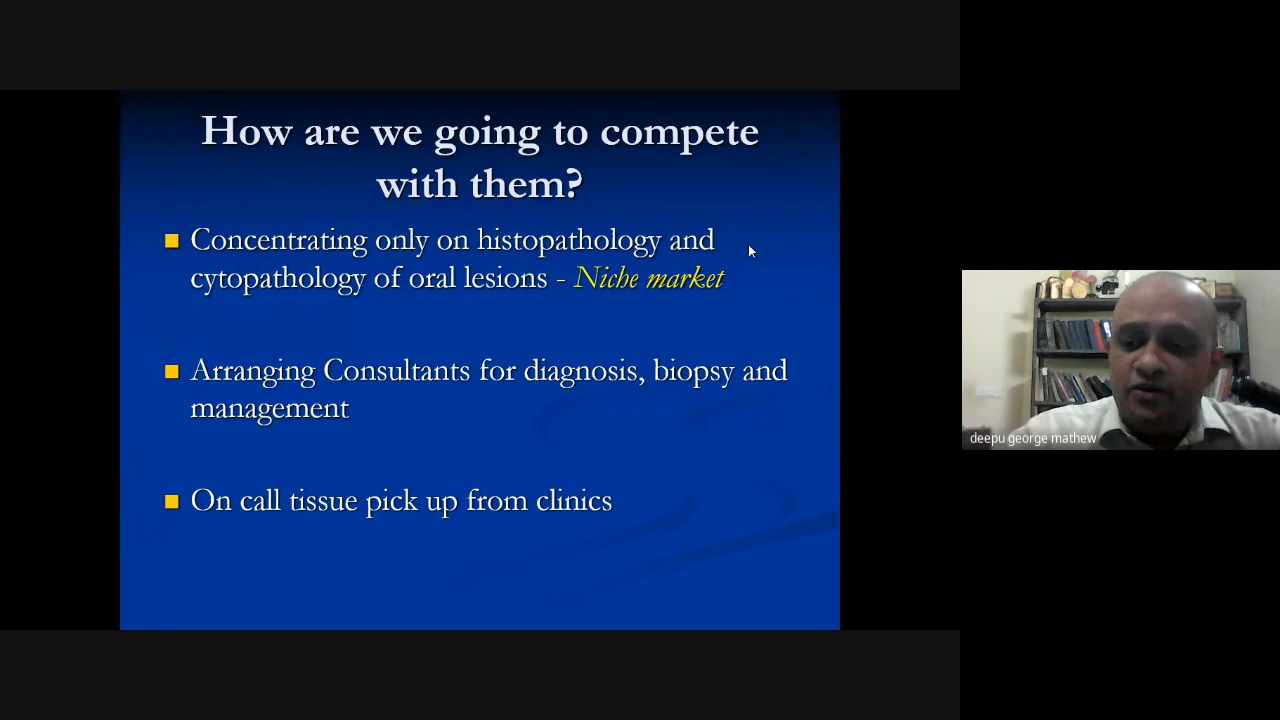 How are we going to compete
with them?
Concentrating only on histopathology and
cytopathology of oral lesions - Niche market
Arranging Consultants for diagnosis, biopsy and
management
On call tissue pick up from clinics
deepu george mathew